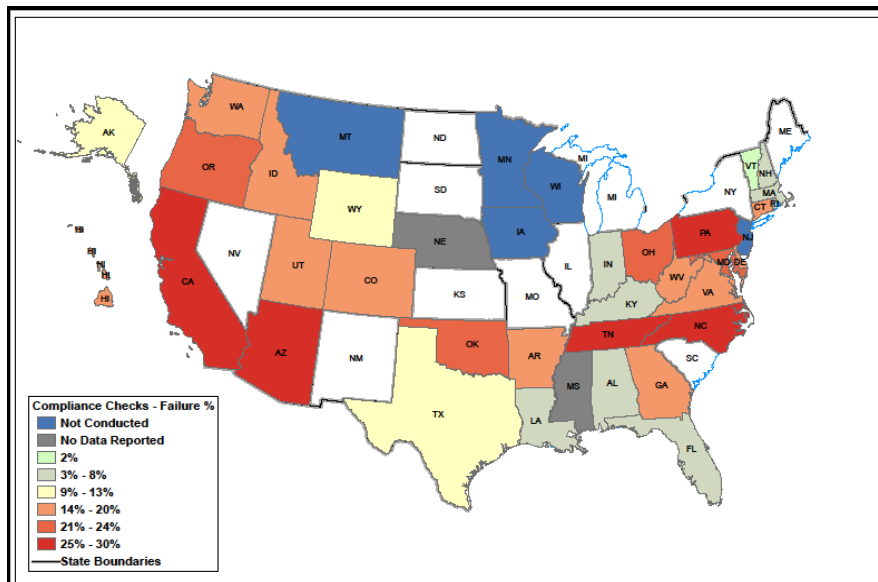 AK
WA
OR
ID
MT
WY
ND
SD
NE
MN
WI
IA
MI
MI
I
ME
VT
NH
MA
NY
CT
RI
PA
NJ
OH
MD
DE
IN
IL
WV
VA
KY
NV
UT
CO
KS
MO
CA
AZ
NM
OK
AR
TN
NC
SC
MS
AL
GA
TX
LA
FL
HI
HI
HI
HI
HI
Compliance Checks - Failure %
Not Conducted
No Data Reported
2%
3% - 8%
9% - 13%
14% - 20%
21% - 24%
25% - 30%
State Boundaries